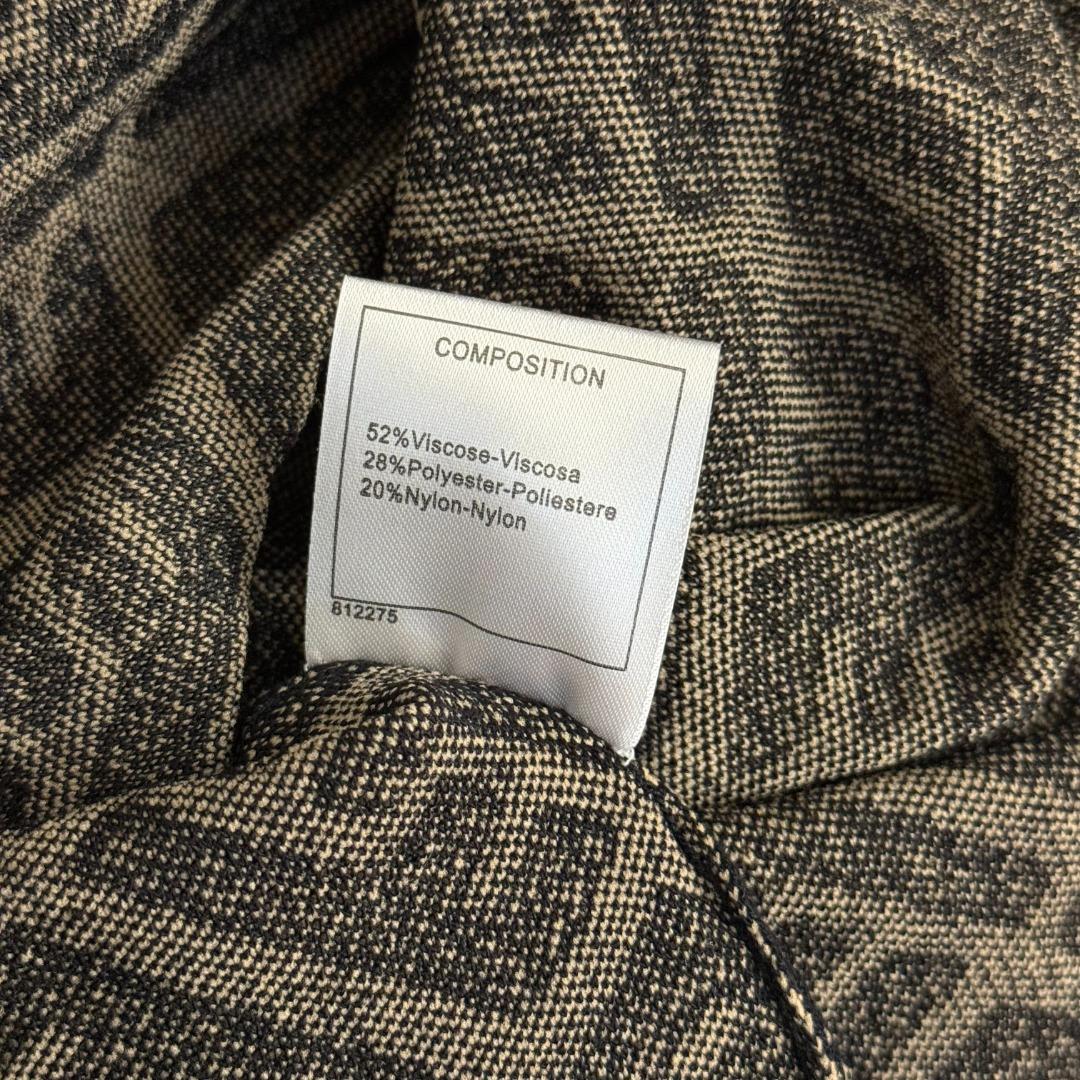 COMPOSITION
52%Viscose-Viscosa
28%Polyester-Poliestere
20%Nylon-Nylon
812275